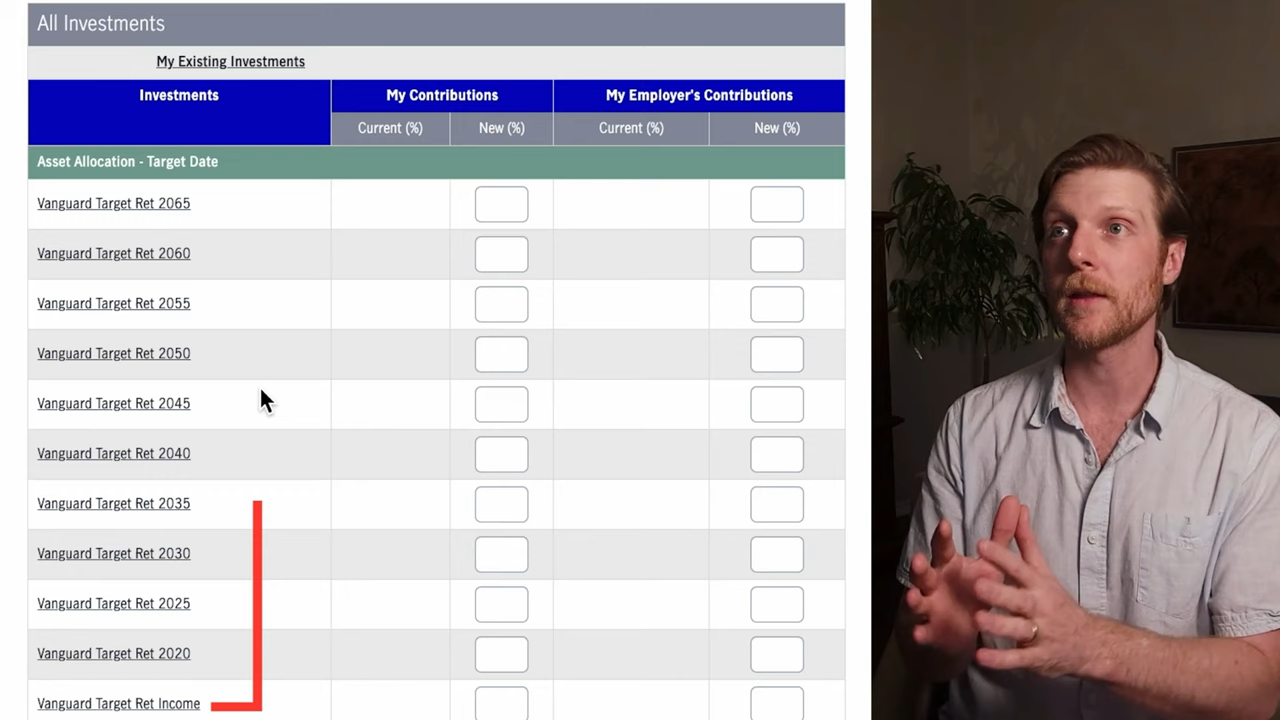 All Investments
My Existing Investments
Investments My Contributions My Employer's Contributions
Current (%) New (%) Current (%) New (%)
Asset Allocation - Target Date
Vanguard Target Ret 2065
Vanguard Target Ret 2060
Vanguard Target Ret 2055
Vanguard Target Ret 2050
Vanguard Target Ret 2045
Vanguard Target Ret 2040
Vanguard Target Ret 2035
Vanguard Target Ret 2030
Vanguard Target Ret 2025
Vanguard Target Ret 2020
Vanguard Target Ret Income